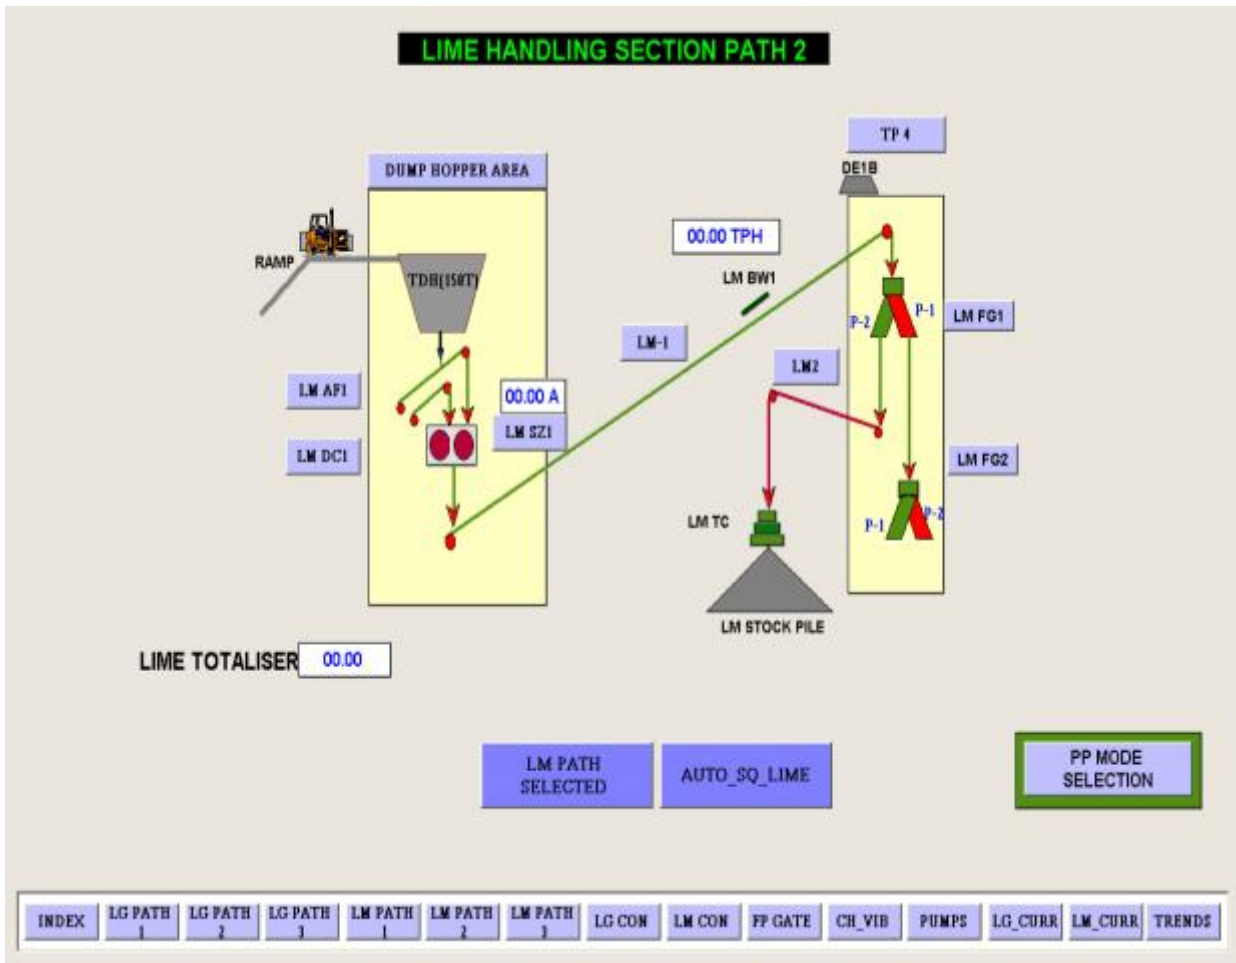 LIME HANDLING SECTION PATH 2
TP 4
DUMP HOPPER AREA
DE1B
00.00 TPH
RAMP
TDH(150T)
LM BW1
P-2
P-1
LM FG1
LM-1
LM2
LM AF1
00.00 A
LM SZ1
LM DC1
LM FG2
LM TC
P-1
P-2
LM STOCK PILE
LIME TOTALISER
00.00
LM PATH
SELECTED
AUTO_SQ_LIME
PP MODE
SELECTION
INDEX
LG PATH
1
LG PATH
2
LG PATH
3
LM PATH
1
LM PATH
2
LM PATH
3
LG CON
LM CON
FP GATE
CH_VIB
PUMPS
LG_CURR
LM_CURR
TRENDS